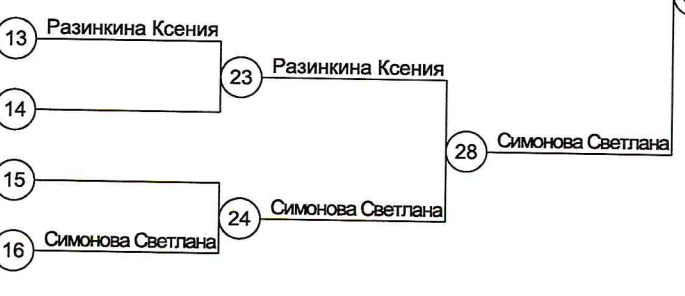 13 Разинкина Ксения
23 Разинкина Ксения
14
28 Симонова Светлана
15
24 Симонова Светлана
16 Симонова Светлана